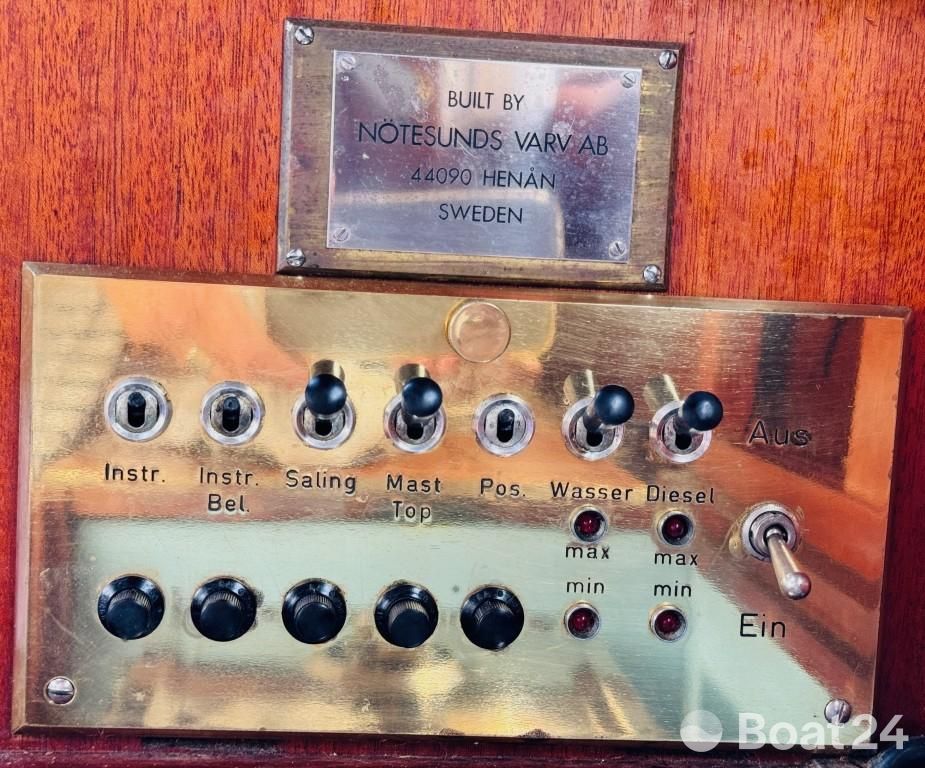 BUILT BY
NÖTESUNDS VARV AB
44090 HENÅN
SWEDEN
Aus
Instr. Instr. Bel. Saling Mast Top Pos. Wasser Diesel
max max
min min
Ein
Boat24